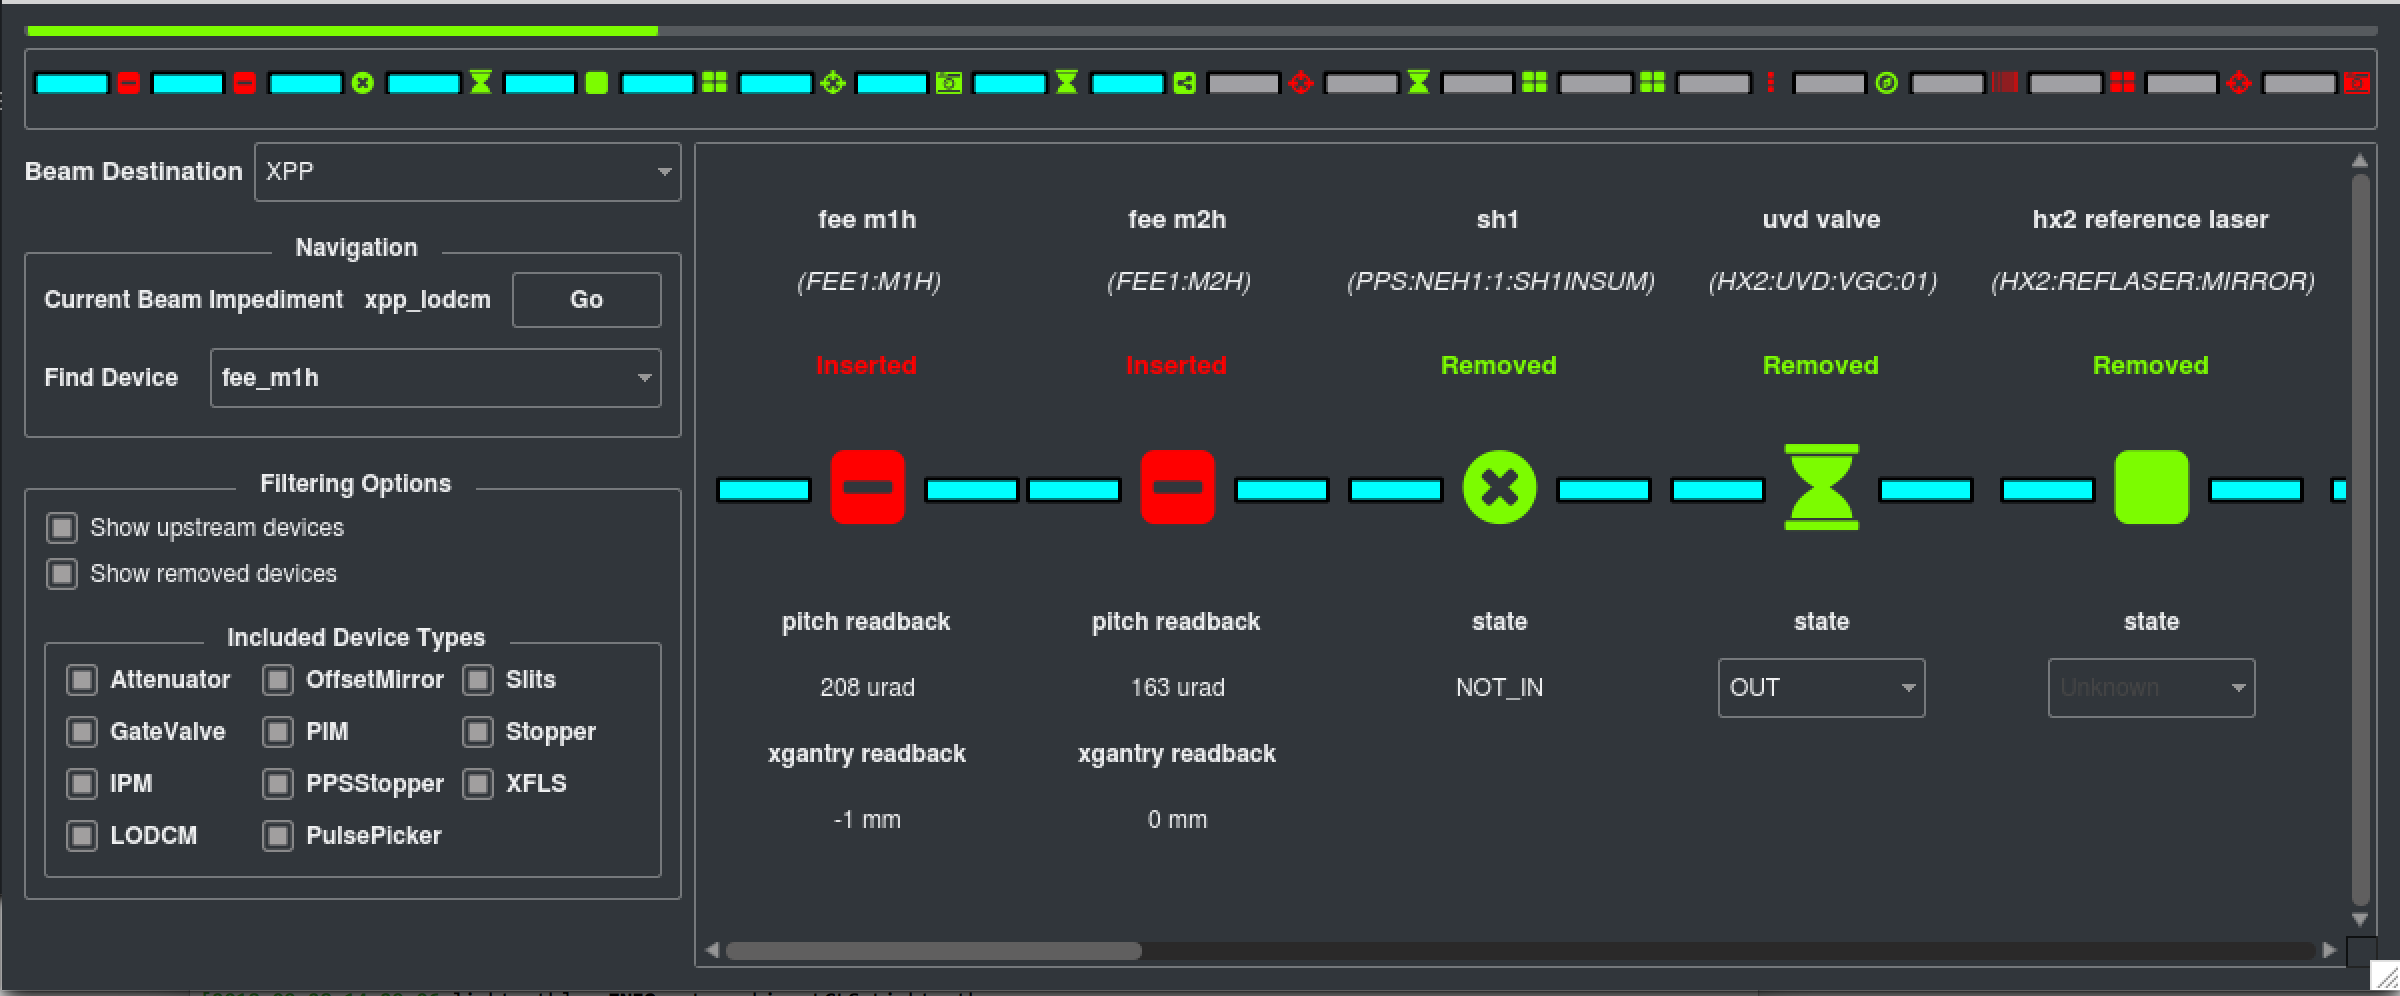 Beam Destination XPP
Navigation
Current Beam Impediment xpp_lodcm Go
Find Device fee_m1h
Filtering Options
Show upstream devices
Show removed devices
Included Device Types
Attenuator OffsetMirror Slits
GateValve PIM Stopper
IPM PPSStopper XFLS
LODCM PulsePicker
fee m1h fee m2h sh1 uvd valve hx2 reference laser
(FEE1:M1H) (FEE1:M2H) (PPS:NEH1:1:SH1INSUM) (HX2:UVD:VGC:01) (HX2:REFLASER:MIRROR)
Inserted Inserted Removed Removed Removed
pitch readback pitch readback state state state
208 urad 163 urad NOT_IN OUT Unknown
xgantry readback xgantry readback
-1 mm 0 mm